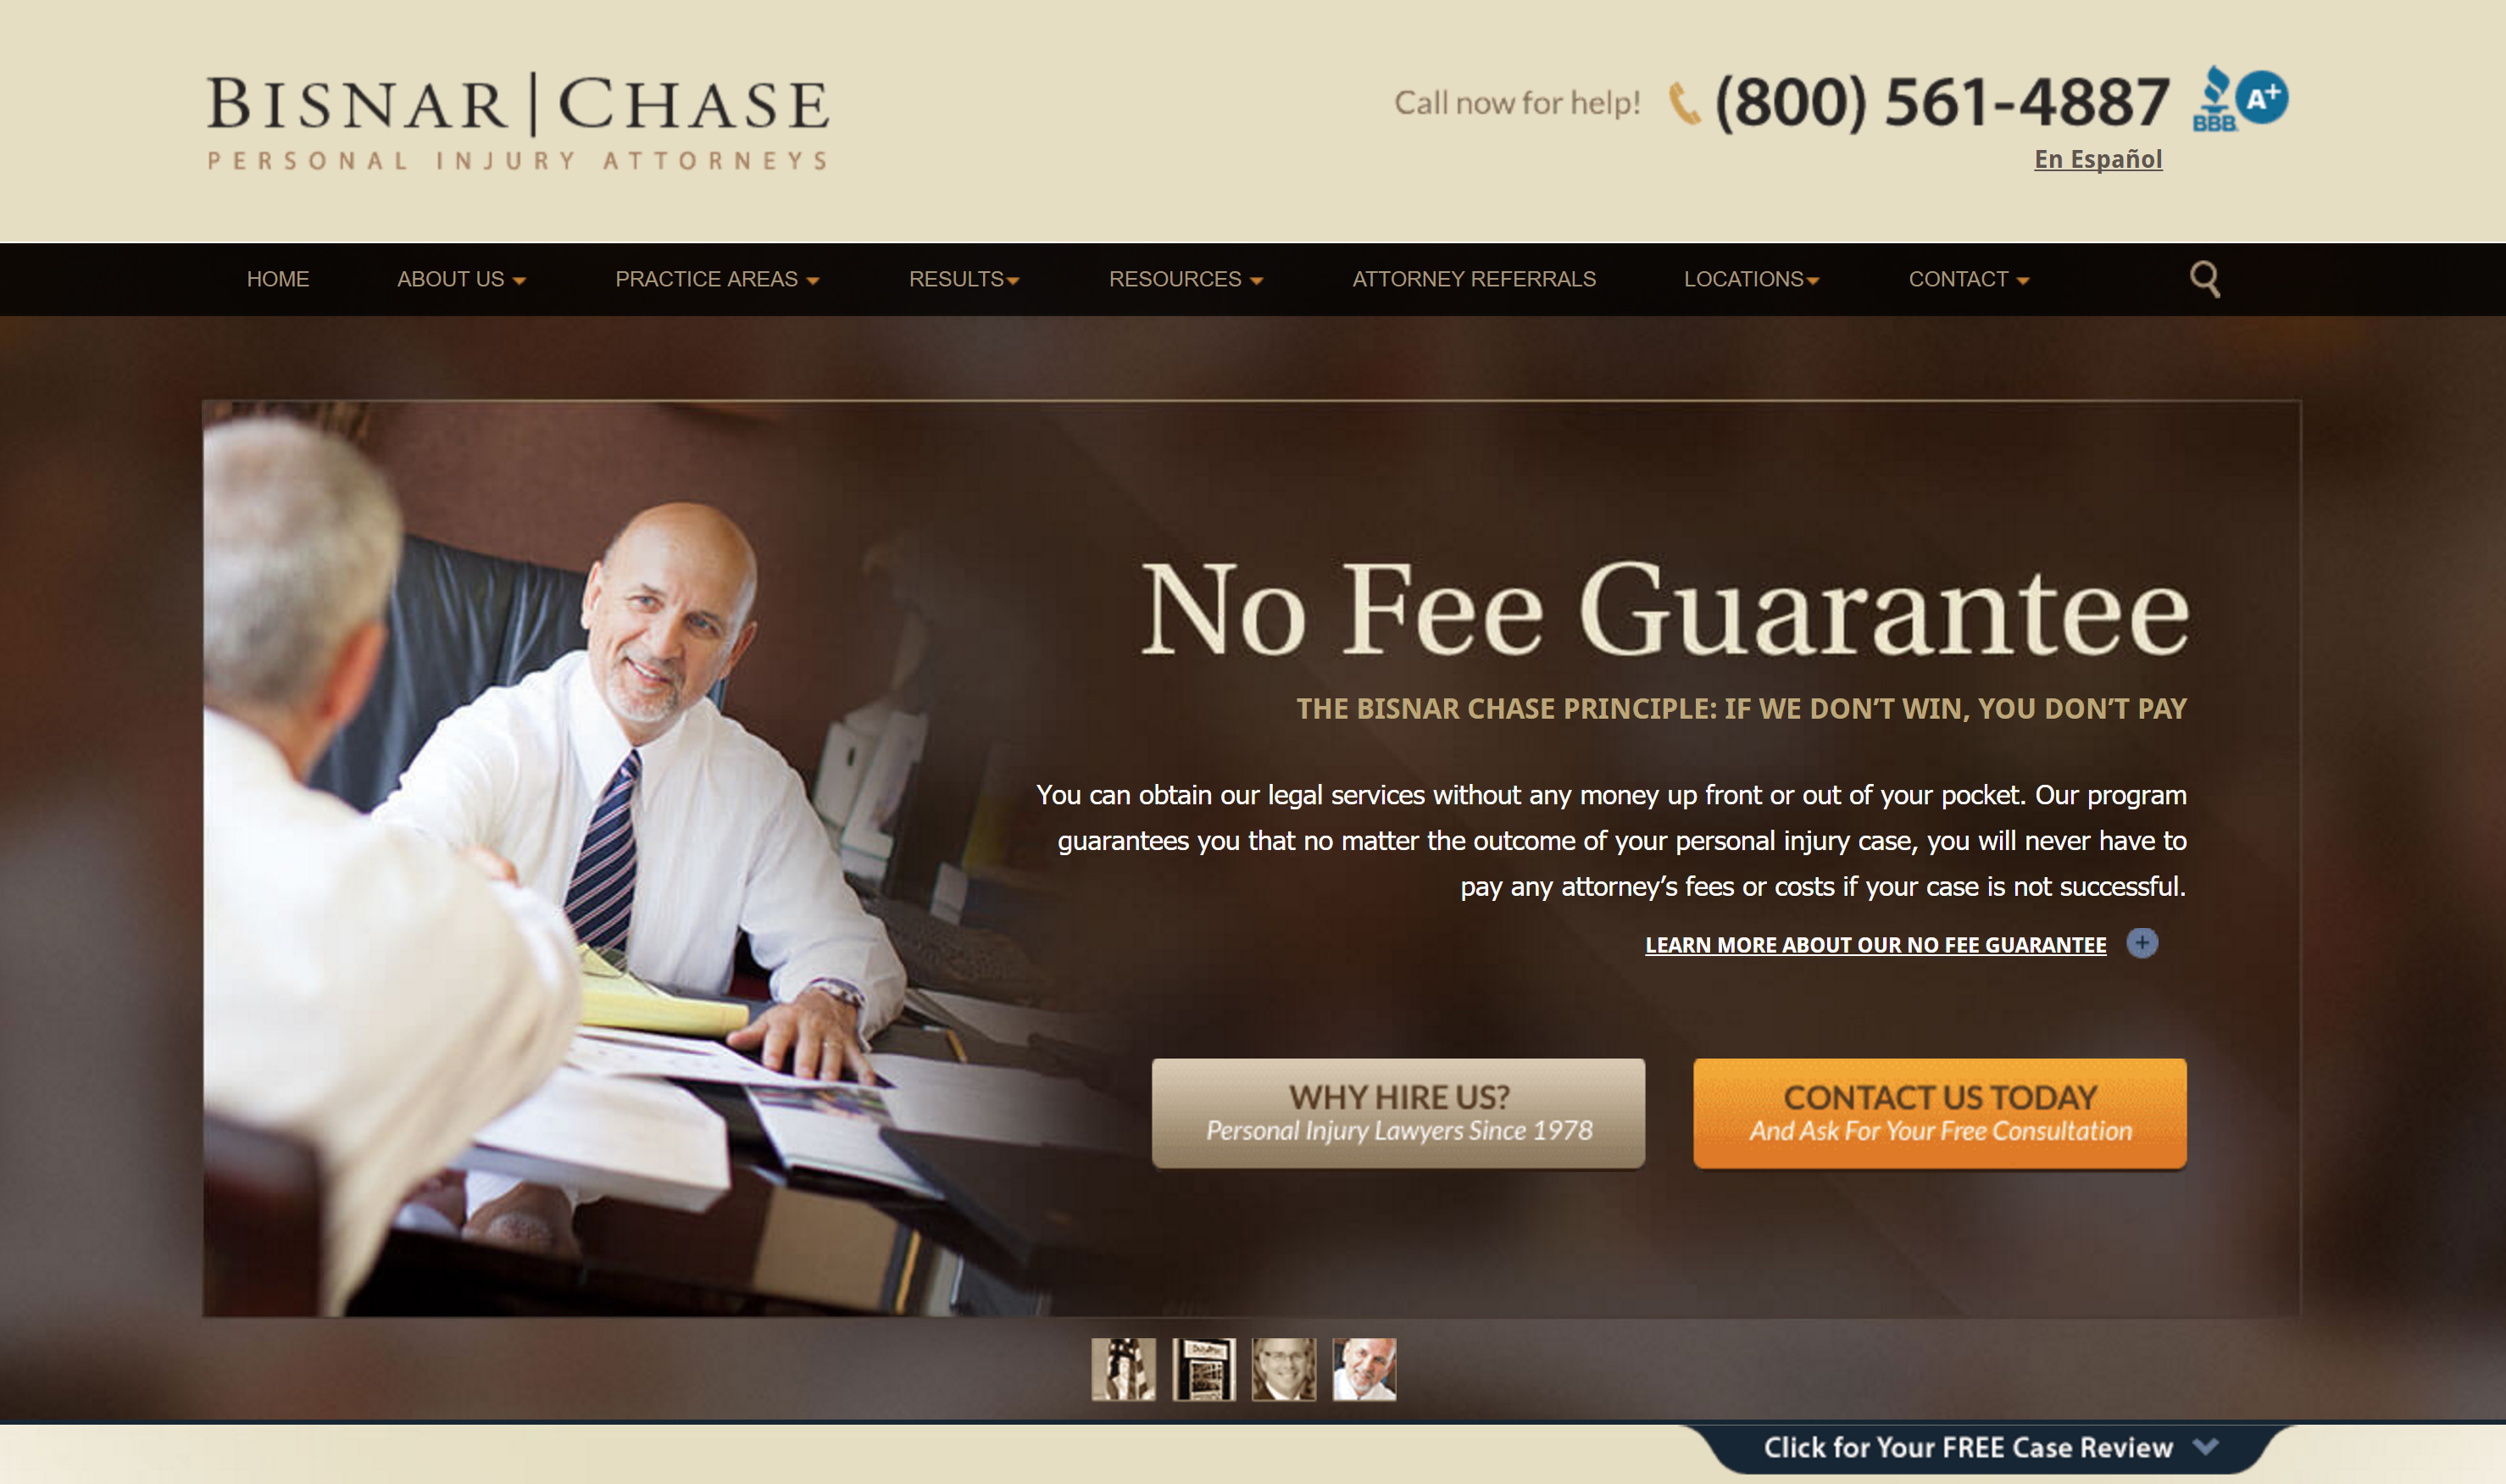 BISNAR | CHASE
PERSONAL INJURY ATTORNEYS
Call now for help! (800) 561-4887
BBB A+
En Español
HOME ABOUT US PRACTICE AREAS RESULTS RESOURCES ATTORNEY REFERRALS LOCATIONS CONTACT
No Fee Guarantee
THE BISNAR CHASE PRINCIPLE: IF WE DON’T WIN, YOU DON’T PAY
You can obtain our legal services without any money up front or out of your pocket. Our program
guarantees you that no matter the outcome of your personal injury case, you will never have to
pay any attorney’s fees or costs if your case is not successful.
LEARN MORE ABOUT OUR NO FEE GUARANTEE
WHY HIRE US?
Personal Injury Lawyers Since 1978
CONTACT US TODAY
And Ask For Your Free Consultation
Click for Your FREE Case Review